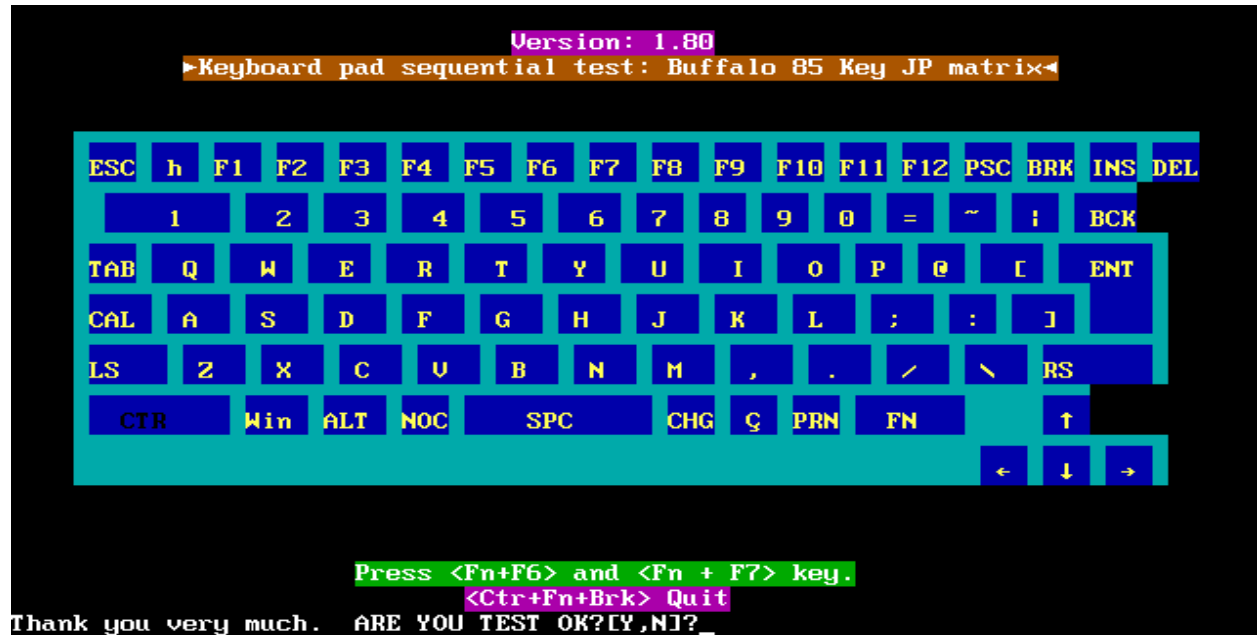 Version: 1.80
►Keyboard pad sequential test: Buffalo 85 Key JP matrix◄
ESC h F1 F2 F3 F4 F5 F6 F7 F8 F9 F10 F11 F12 PSC BRK INS DEL
1 2 3 4 5 6 7 8 9 0 = ~ ¦ BCK
TAB Q W E R T Y U I O P @ [ ENT
CAL A S D F G H J K L ; : ]
LS Z X C V B N M , . / \ RS
CTR Win ALT NOC SPC CHG Ç PRN FN ↑
← ↓ →
Press <Fn+F6> and <Fn + F7> key.
<Ctr+Fn+Brk> Quit
Thank you very much. ARE YOU TEST OK?[Y,N]?_